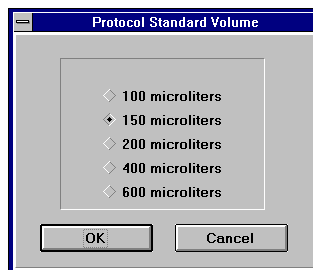 Protocol Standard Volume
100 microliters
150 microliters
200 microliters
400 microliters
600 microliters
OK Cancel